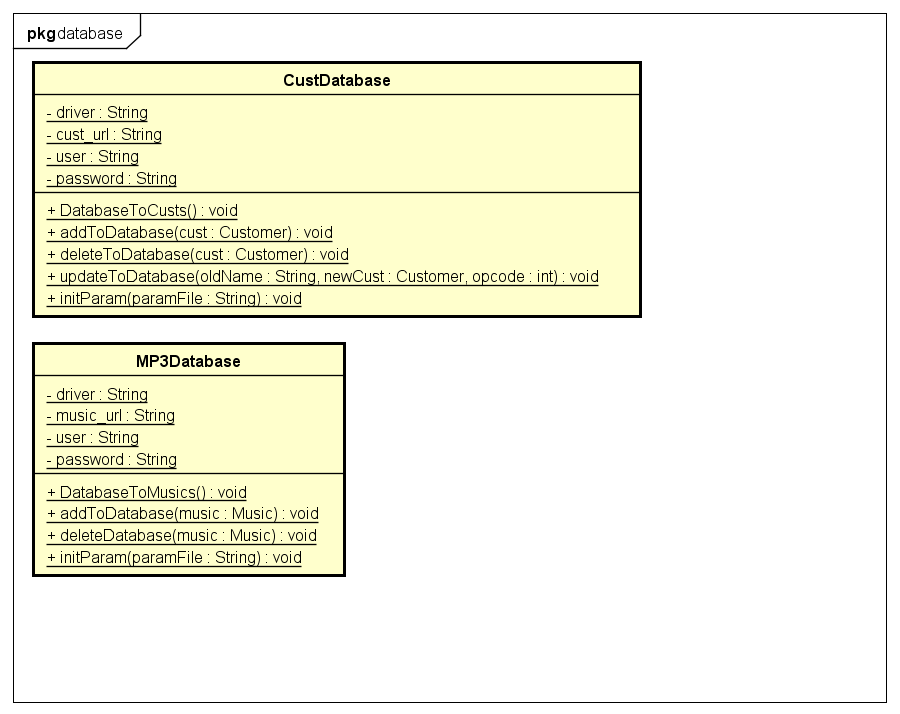 pkg database
CustDatabase
- driver : String
- cust_url : String
- user : String
- password : String
+ DatabaseToCusts() : void
+ addToDatabase(cust : Customer) : void
+ deleteToDatabase(cust : Customer) : void
+ updateToDatabase(oldName : String, newCust : Customer, opcode : int) : void
+ initParam(paramFile : String) : void
MP3Database
- driver : String
- music_url : String
- user : String
- password : String
+ DatabaseToMusics() : void
+ addToDatabase(music : Music) : void
+ deleteDatabase(music : Music) : void
+ initParam(paramFile : String) : void